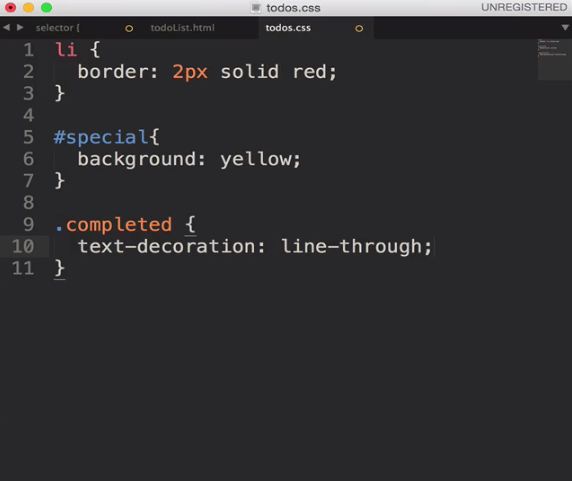 todos.css
UNREGISTERED
selector {
todoList.html
todos.css
1 li {
2 border: 2px solid red;
3 }
4
5 #special{
6 background: yellow;
7 }
8
9 .completed {
10 text-decoration: line-through;
11 }